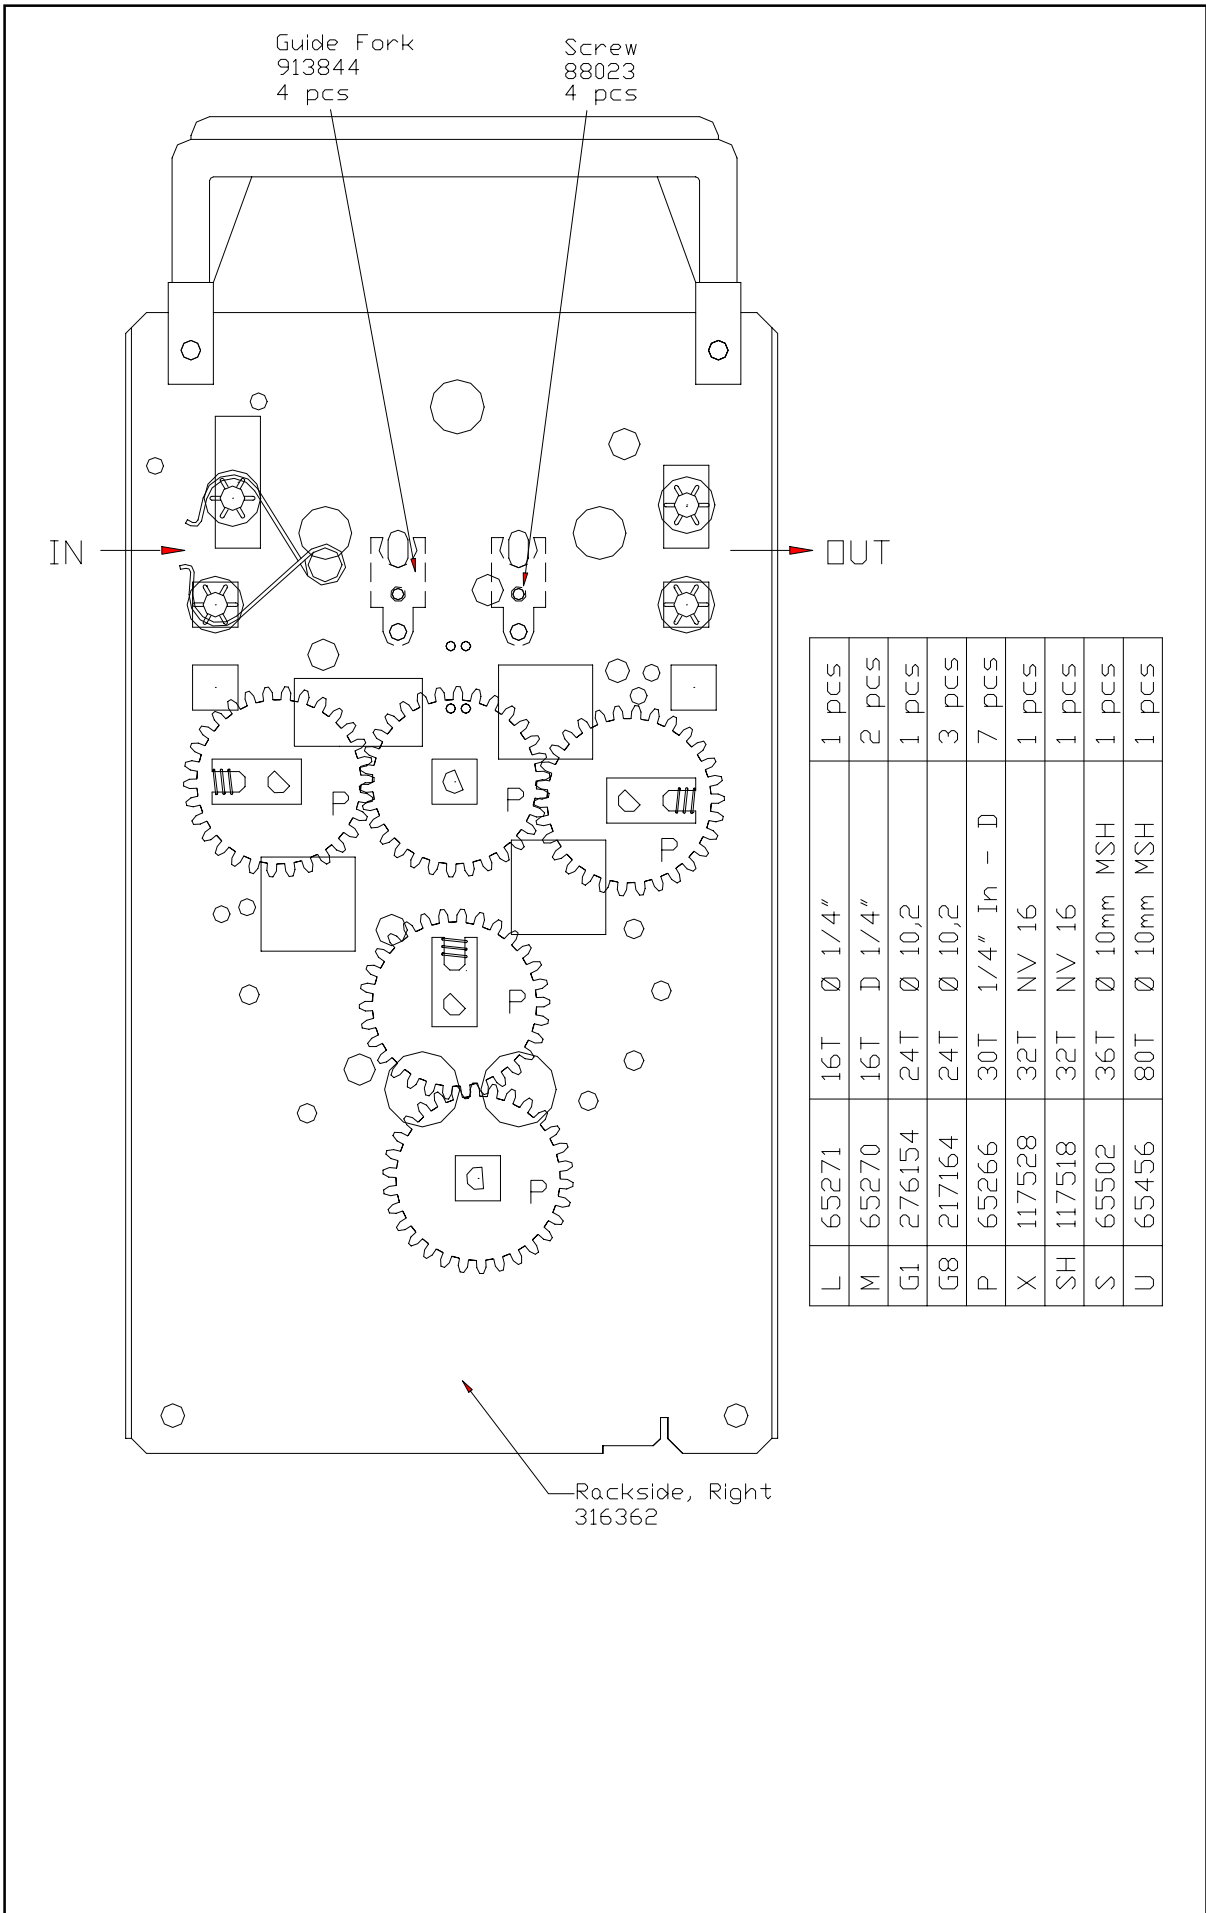 Guide Fork
913844
4 pcs
Screw
88023
4 pcs
IN
OUT
P
P
P
P
P
Rackside, Right
316362
L 65271 16T Ø 1/4" 1 pcs
M 65270 16T D 1/4" 2 pcs
G1 276154 24T Ø 10,2 1 pcs
G8 217164 24T Ø 10,2 3 pcs
P 65266 30T 1/4" In - D 7 pcs
X 117528 32T NV 16 1 pcs
SH 117518 32T NV 16 1 pcs
S 65502 36T Ø 10mm MSH 1 pcs
U 65456 80T Ø 10mm MSH 1 pcs